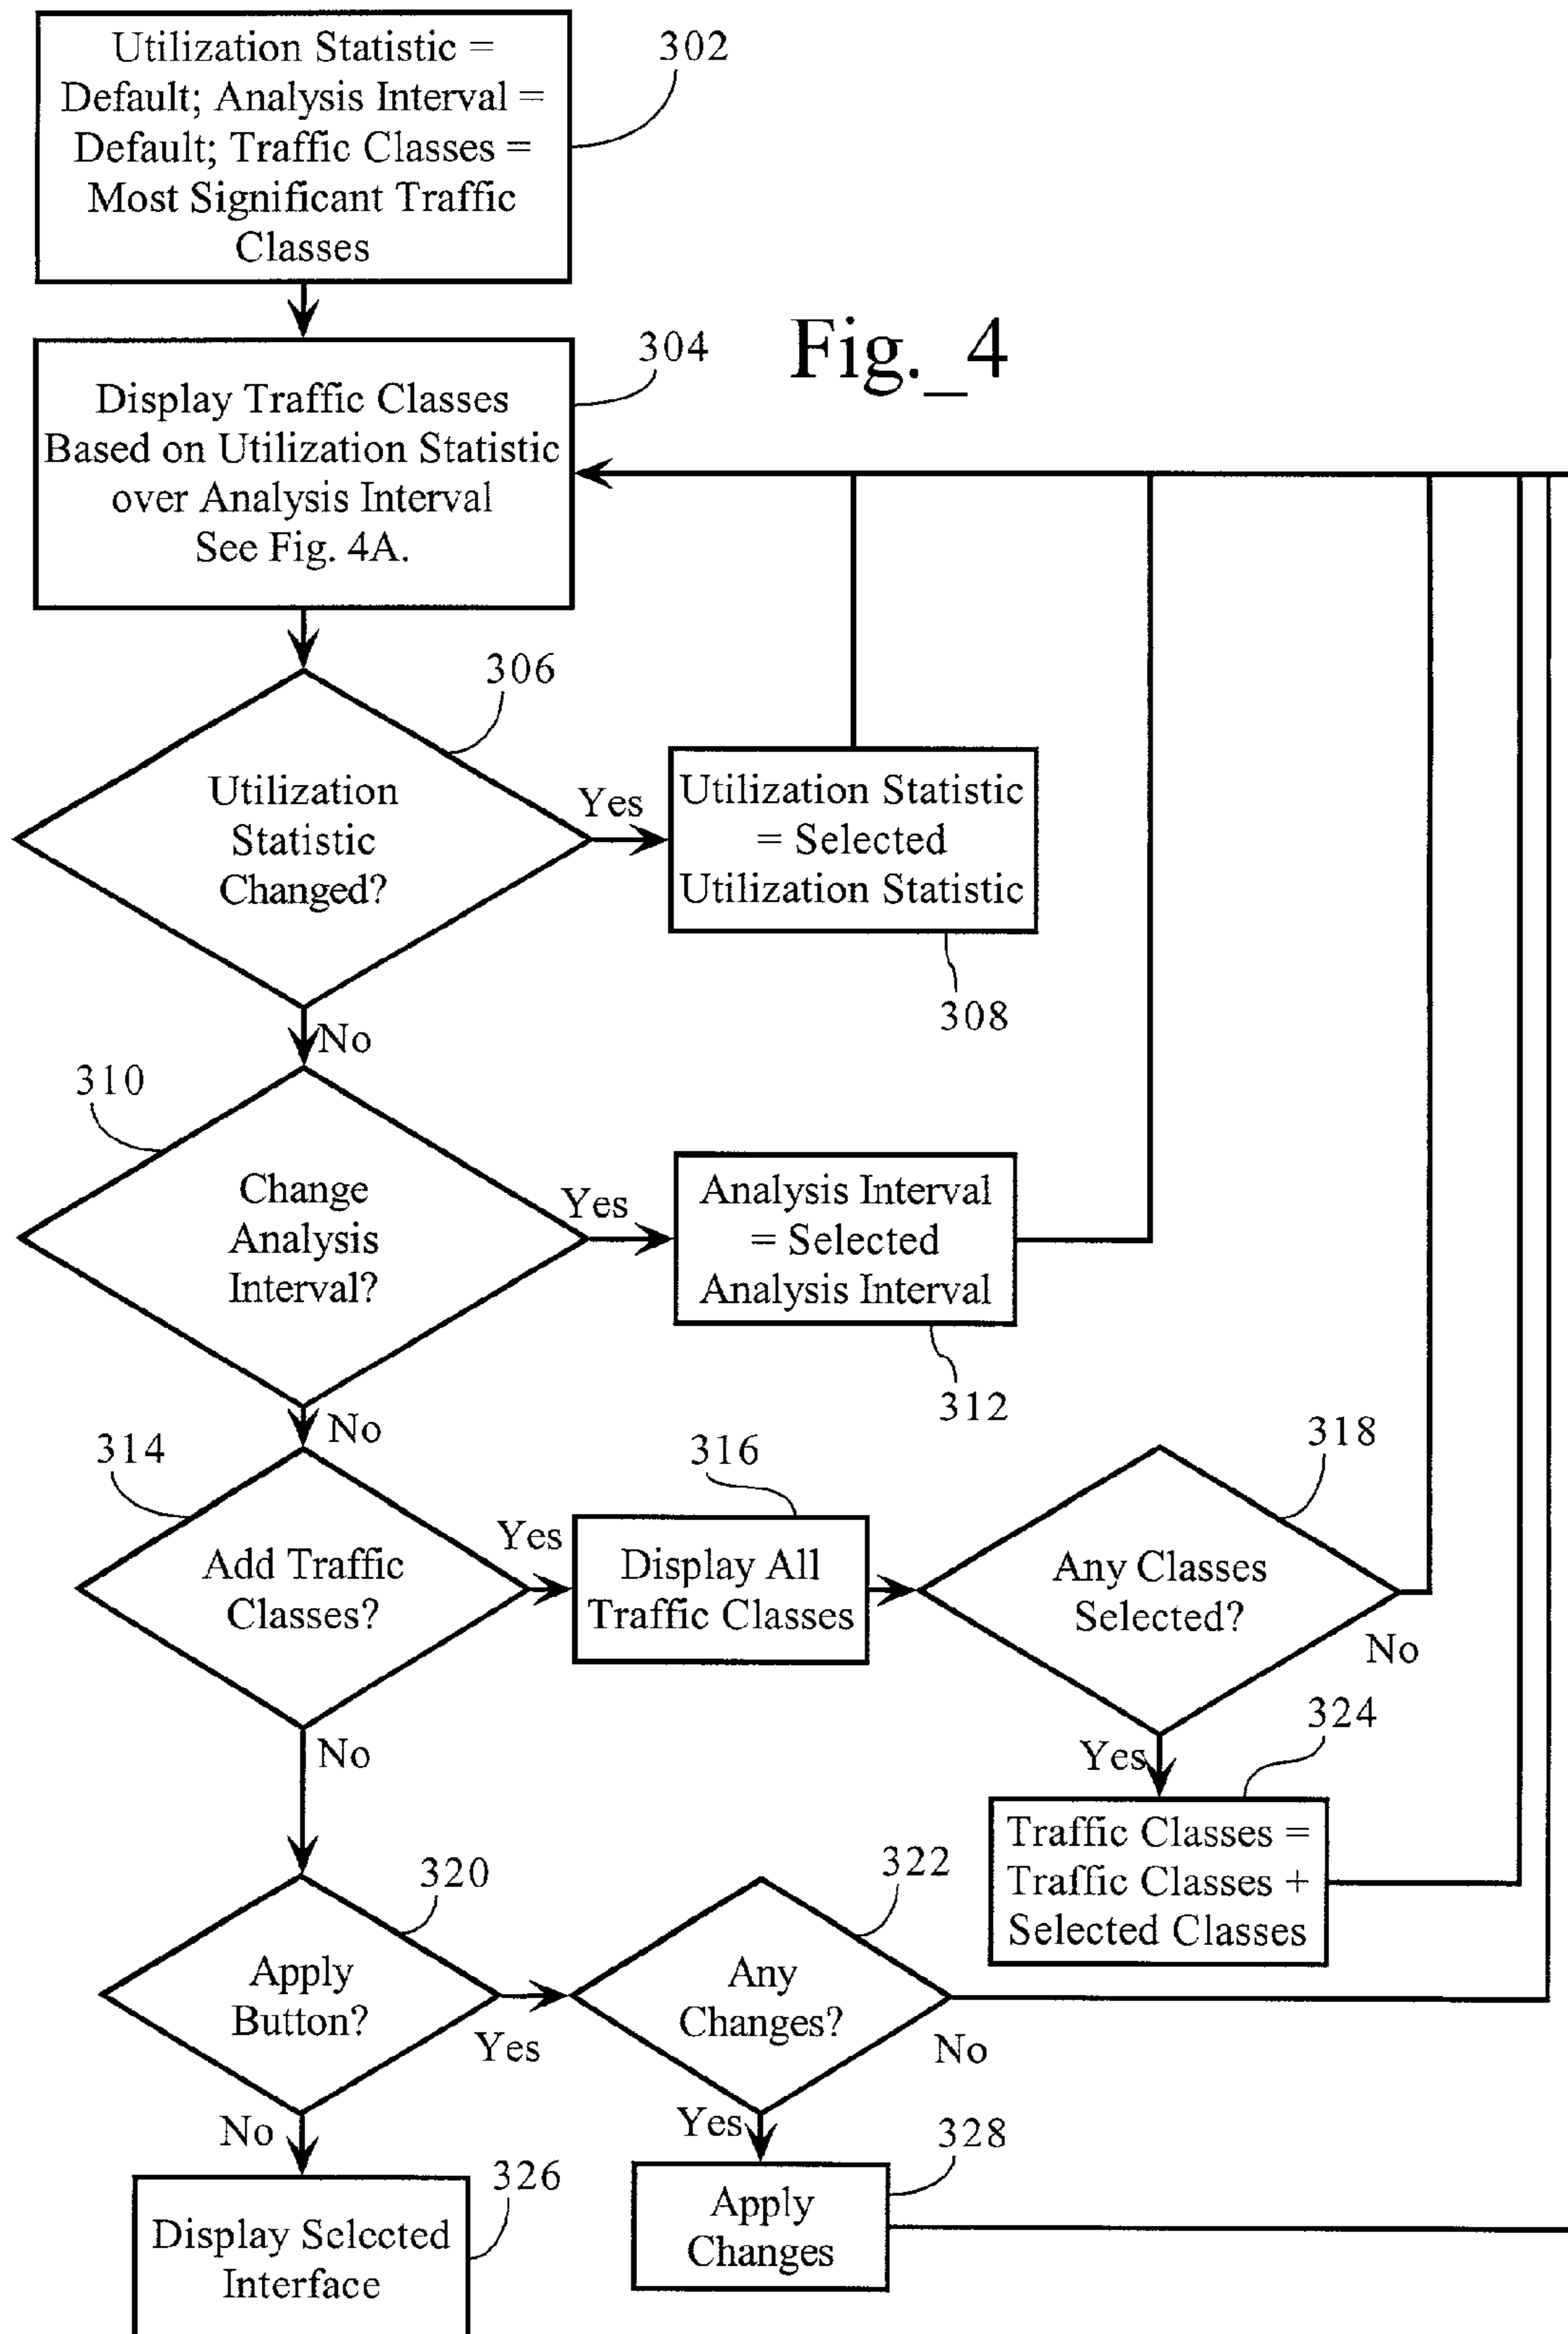 Utilization Statistic =
Default; Analysis Interval =
Default; Traffic Classes =
Most Significant Traffic
Classes
302
Fig._4
304
Display Traffic Classes
Based on Utilization Statistic
over Analysis Interval
See Fig. 4A.
306
Utilization
Statistic
Changed?
Yes
Utilization Statistic
= Selected
Utilization Statistic
308
No
310
Change
Analysis
Interval?
Yes
Analysis Interval
= Selected
Analysis Interval
312
No
314
Add Traffic
Classes?
Yes
316
Display All
Traffic Classes
318
Any Classes
Selected?
No
Yes
324
Traffic Classes =
Traffic Classes +
Selected Classes
No
320
Apply
Button?
Yes
322
Any
Changes?
No
Yes
328
Apply
Changes
No
326
Display Selected
Interface